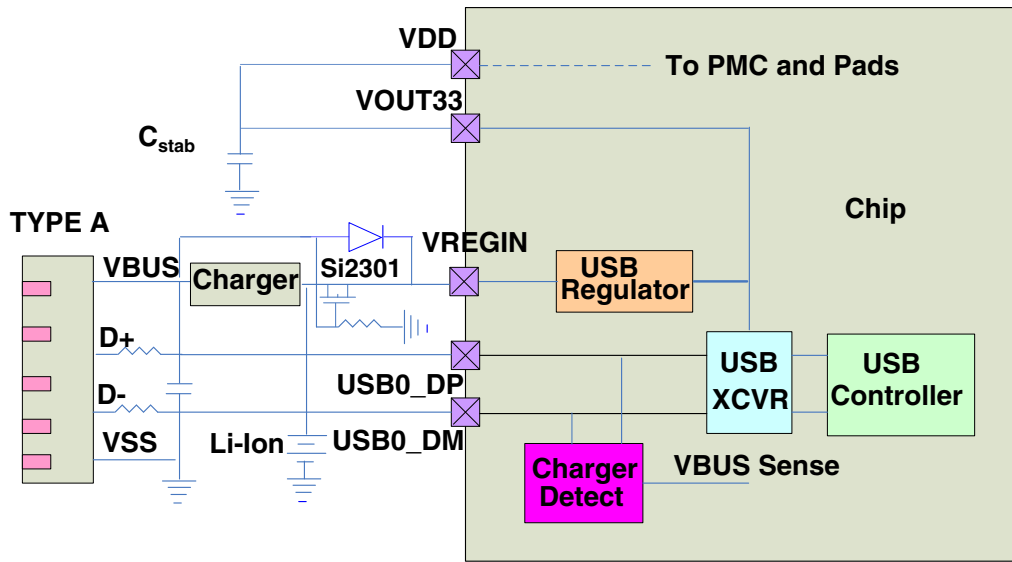 VDD
To PMC and Pads
VOUT33
Cstab
Chip
TYPE A
VREGIN
VBUS
Charger
Si2301
USB
Regulator
D+
USB
XCVR
USB
Controller
USB0_DP
D-
VSS
Li-Ion
USB0_DM
Charger
Detect
VBUS Sense